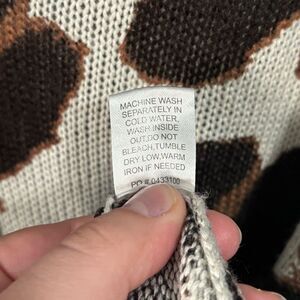 MACHINE WASH
SEPARATELY IN
COLD WATER,
WASH INSIDE
OUT,DO NOT
BLEACH,TUMBLE
DRY LOW,WARM
IRON IF NEEDED
PO # 0433100